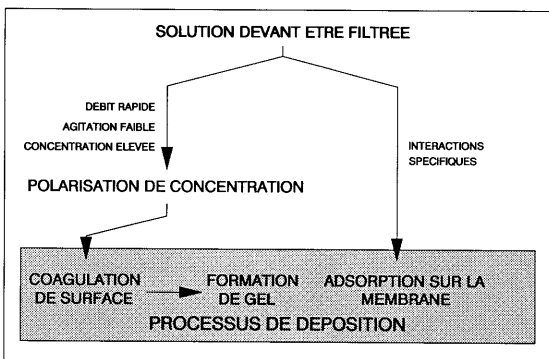 SOLUTION DEVANT ETRE FILTREE
DEBIT RAPIDE
AGITATION FAIBLE
CONCENTRATION ELEVEE
INTERACTIONS
SPECIFIQUES
POLARISATION DE CONCENTRATION
COAGULATION
DE SURFACE
FORMATION
DE GEL
ADSORPTION SUR LA
MEMBRANE
PROCESSUS DE DEPOSITION